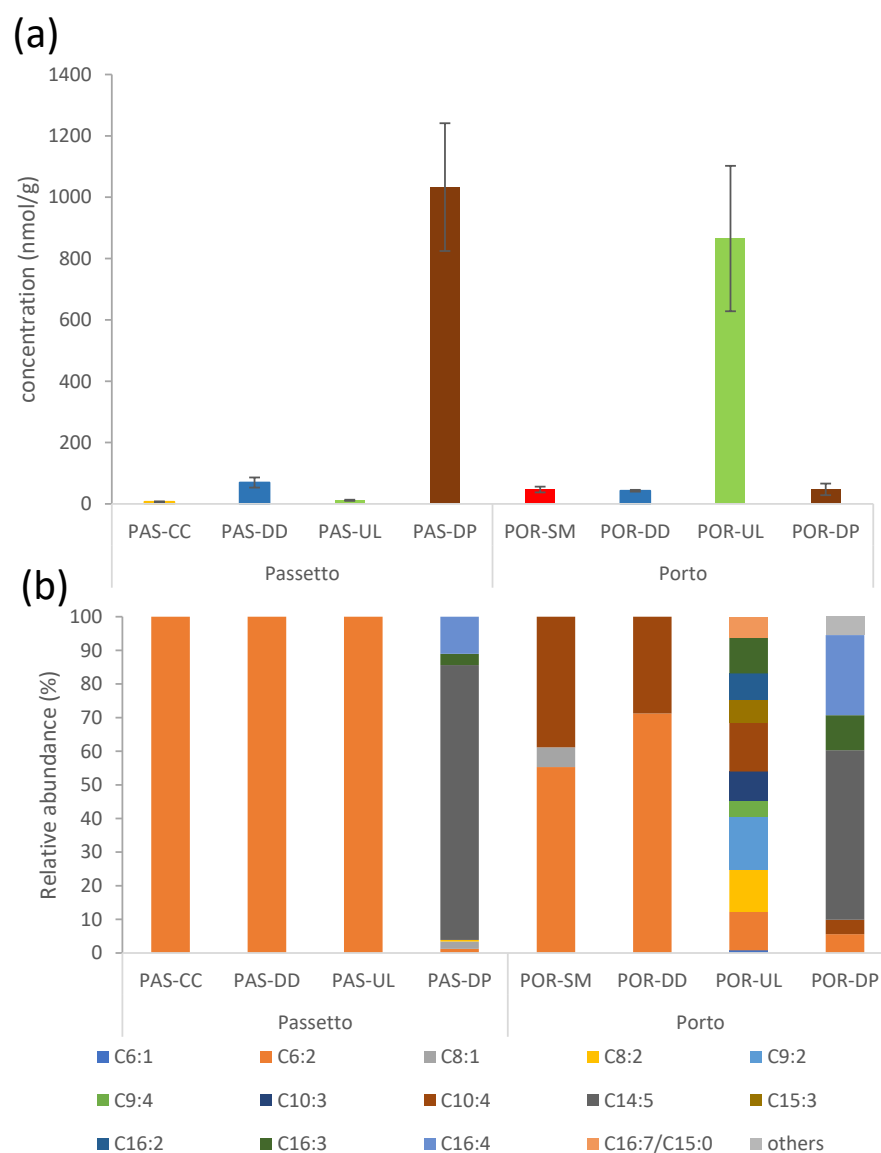 (a)
1400
1200
1000
800
600
400
200
0
concentration (nmol/g)
PAS-CC PAS-DD PAS-UL PAS-DP POR-SM POR-DD POR-UL POR-DP
Passetto Porto
(b)
100
90
80
70
60
50
40
30
20
10
0
Relative abundance (%)
PAS-CC PAS-DD PAS-UL PAS-DP POR-SM POR-DD POR-UL POR-DP
Passetto Porto
C6:1 C6:2 C8:1 C8:2 C9:2
C9:4 C10:3 C10:4 C14:5 C15:3
C16:2 C16:3 C16:4 C16:7/C15:0 others